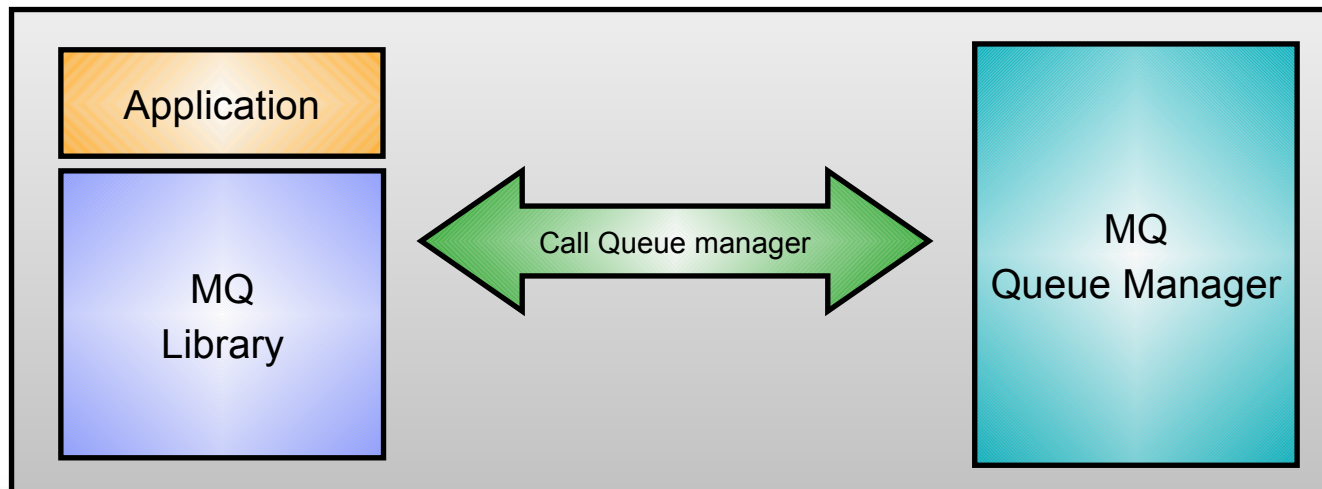 Application
MQ
Library
Call Queue manager
MQ
Queue Manager